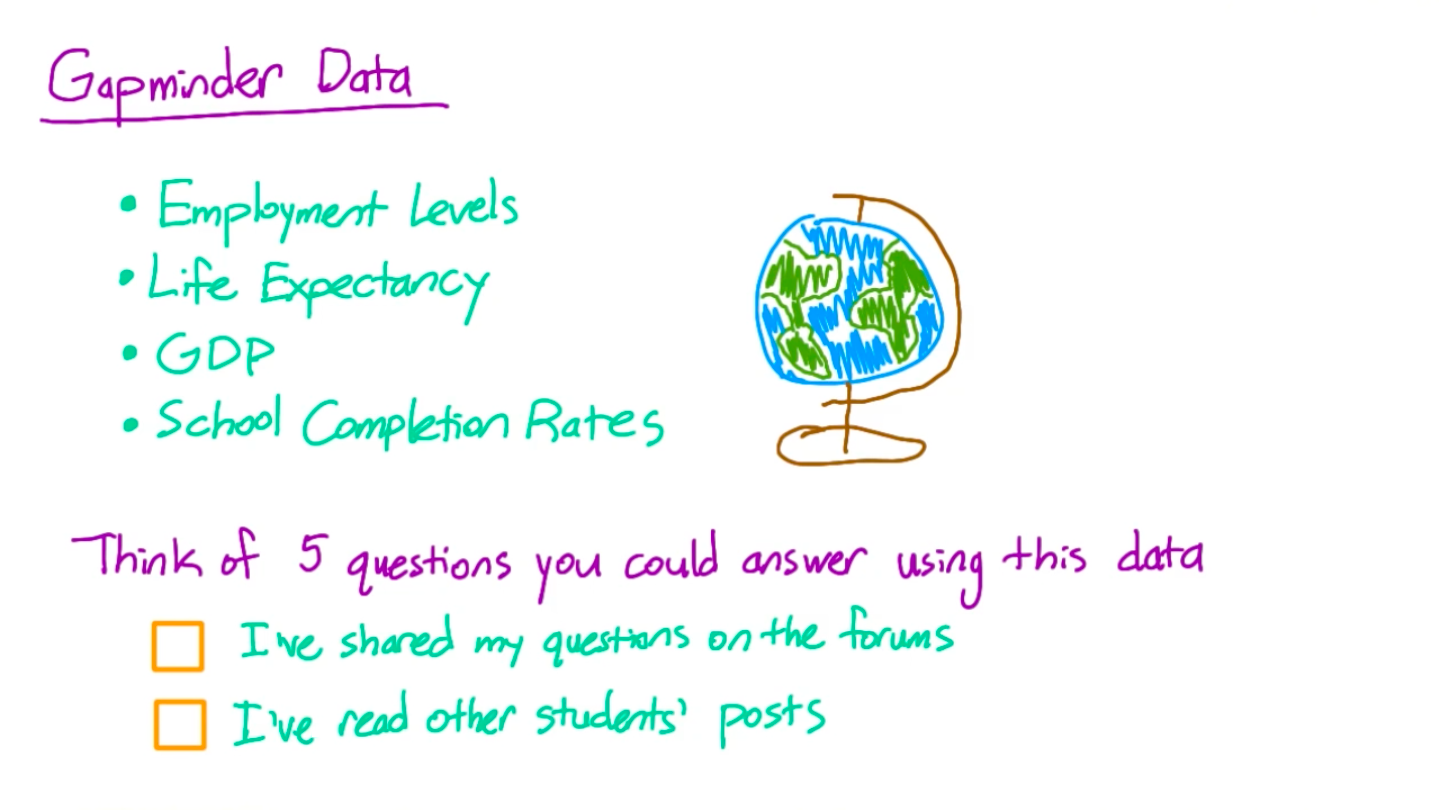 Gapminder Data
• Employment Levels
• Life Expectancy
• GDP
• School Completion Rates
Think of 5 questions you could answer using this data
I've shared my questions on the forums
I've read other students' posts